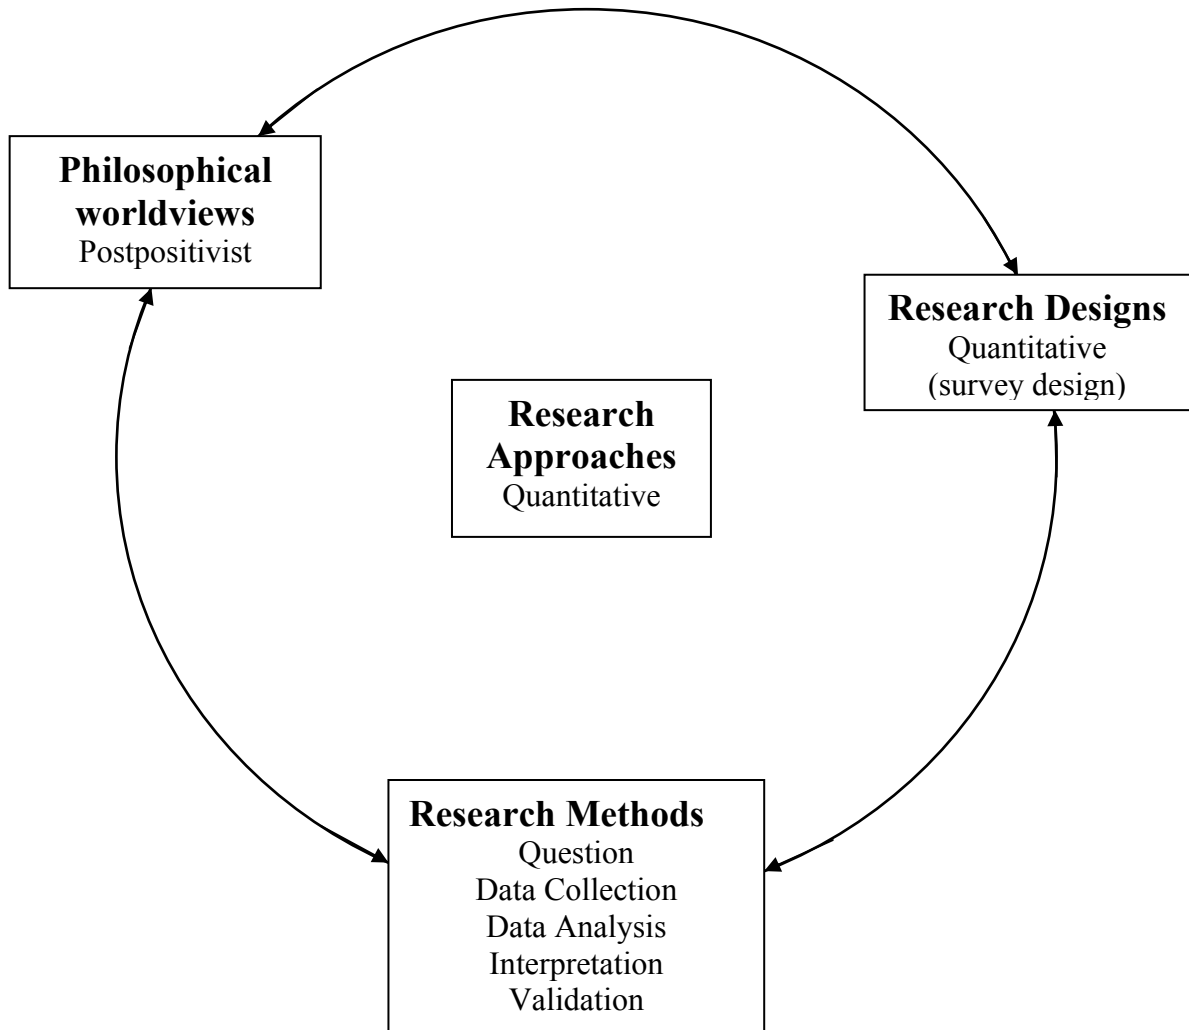 Philosophical
worldviews
Postpositivist
Research Designs
Quantitative
(survey design)
Research
Approaches
Quantitative
Research Methods
Question
Data Collection
Data Analysis
Interpretation
Validation